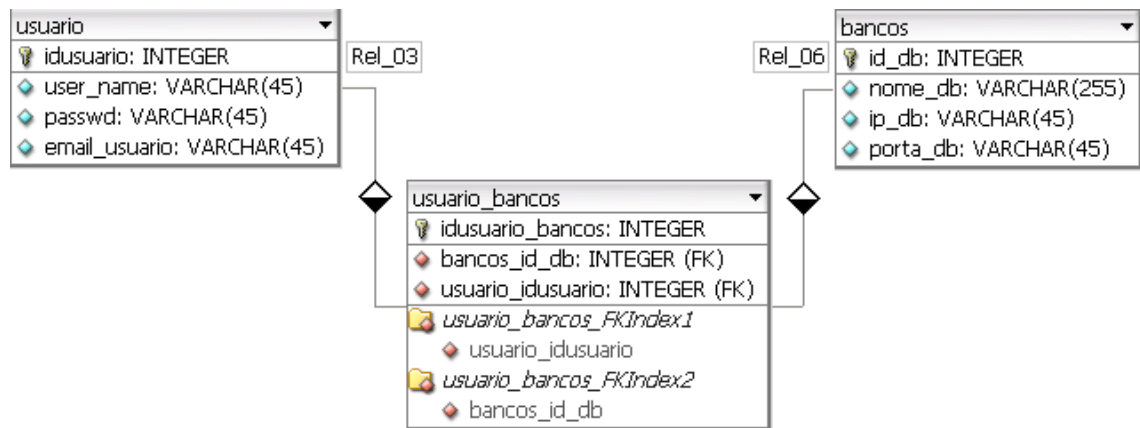 usuario
idusuario: INTEGER
user_name: VARCHAR(45)
passwd: VARCHAR(45)
email_usuario: VARCHAR(45)
Rel_03
Rel_06
bancos
id_db: INTEGER
nome_db: VARCHAR(255)
ip_db: VARCHAR(45)
porta_db: VARCHAR(45)
usuario_bancos
idusuario_bancos: INTEGER
bancos_id_db: INTEGER (FK)
usuario_idusuario: INTEGER (FK)
usuario_bancos_FKIndex1
usuario_idusuario
usuario_bancos_FKIndex2
bancos_id_db